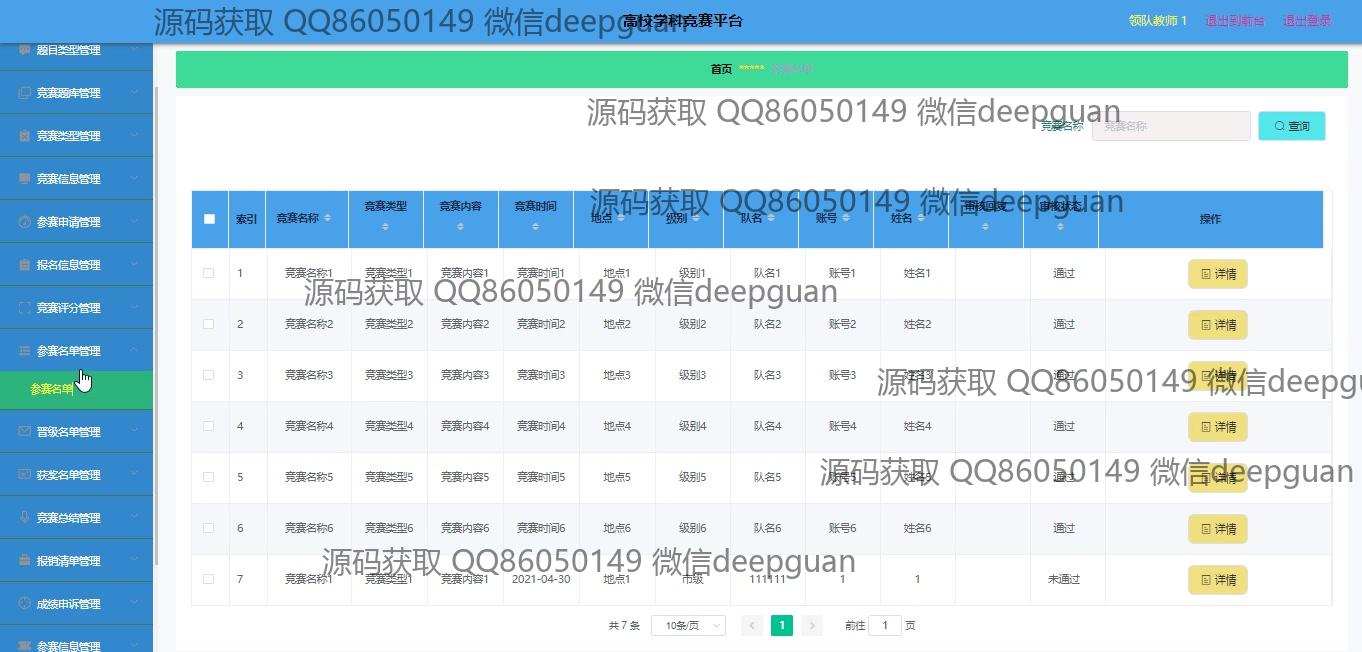 源码获取 QQ86050149 微信deepguan
高校学科竞赛平台
领队教师 1 退出到前台 退出登录
题目类型管理
竞赛题库管理
竞赛类型管理
竞赛信息管理
参赛申请管理
报名信息管理
竞赛评分管理
参赛名单管理
参赛名单
晋级名单管理
获奖名单管理
竞赛总结管理
报销清单管理
成绩申诉管理
参赛信息管理
首页 ***** 参赛名单
源码获取 QQ86050149 微信deepguan
竞赛名称 竞赛名称 查询
源码获取 QQ86050149 微信deepguan
索引 竞赛名称 竞赛类型 竞赛内容 竞赛时间 地点 级别 队名 账号 姓名 审核回复 审核状态 操作
1 竞赛名称1 竞赛类型1 竞赛内容1 竞赛时间1 地点1 级别1 队名1 账号1 姓名1 通过 详情
源码获取 QQ86050149 微信deepguan
2 竞赛名称2 竞赛类型2 竞赛内容2 竞赛时间2 地点2 级别2 队名2 账号2 姓名2 通过 详情
3 竞赛名称3 竞赛类型3 竞赛内容3 竞赛时间3 地点3 级别3 队名3 账号3 姓名3 通过 详情
源码获取 QQ86050149 微信deepgu
4 竞赛名称4 竞赛类型4 竞赛内容4 竞赛时间4 地点4 级别4 队名4 账号4 姓名4 通过 详情
5 竞赛名称5 竞赛类型5 竞赛内容5 竞赛时间5 地点5 级别5 队名5 账号5 姓名5 通过 详情
源码获取 QQ86050149 微信deepguan
6 竞赛名称6 竞赛类型6 竞赛内容6 竞赛时间6 地点6 级别6 队名6 账号6 姓名6 通过 详情
源码获取 QQ86050149 微信deepguan
7 竞赛名称1 竞赛类型1 竞赛内容1 2021-04-30 地点1 市级 111111 1 1 未通过 详情
共 7 条 10条/页 1 前往 1 页